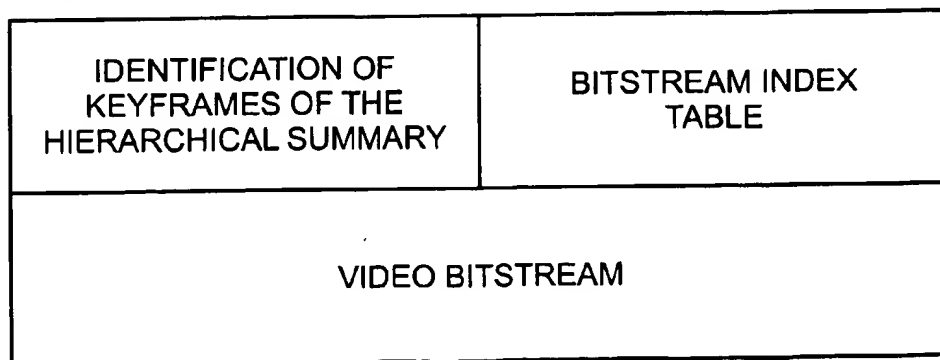 IDENTIFICATION OF
KEYFRAMES OF THE
HIERARCHICAL SUMMARY
BITSTREAM INDEX
TABLE
VIDEO BITSTREAM